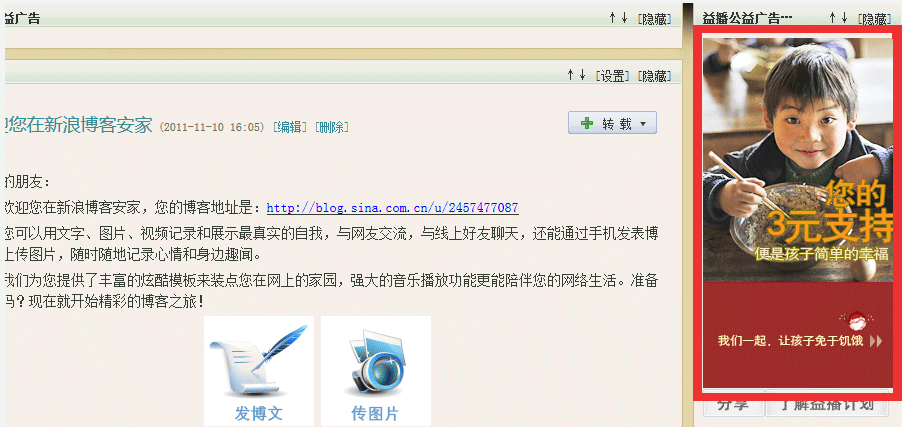 益广告
↑ ↓ [隐藏]
益播公益广告…
↑ ↓ [隐藏]
↑ ↓ [设置] [隐藏]
迎您在新浪博客安家 (2011-11-10 16:05) [编辑] [删除]
转 载
的朋友：
欢迎您在新浪博客安家，您的博客地址是：http://blog.sina.com.cn/u/2457477087
您可以用文字、图片、视频记录和展示最真实的自我，与网友交流，与线上好友聊天，还能通过手机发表博
上传图片，随时随地记录心情和身边趣闻。
我们为您提供了丰富的炫酷模板来装点您在网上的家园，强大的音乐播放功能更能陪伴您的网络生活。准备
吗？现在就开始精彩的博客之旅！
发博文
传图片
您的
3元支持
便是孩子简单的幸福
我们一起，让孩子免于饥饿
分享
了解益播计划